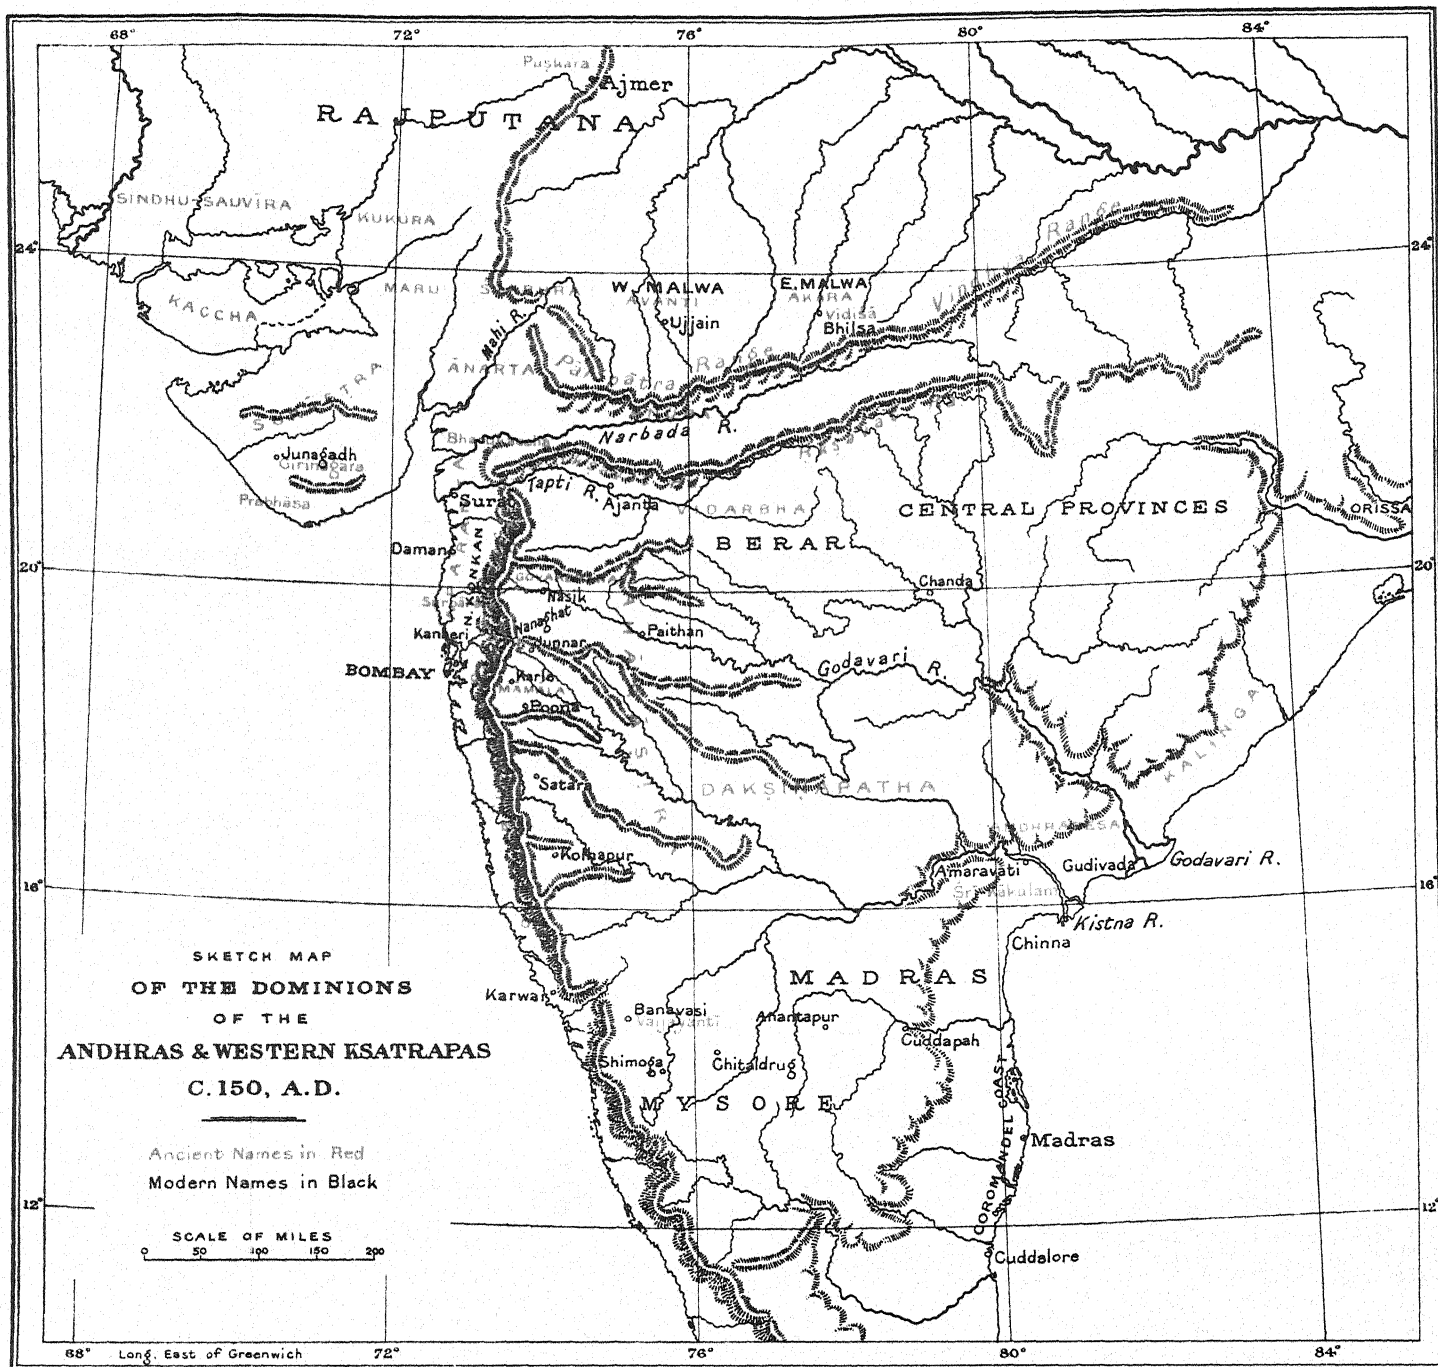 68° 72° 76° 80° 84°
Puṣkara
Ajmer
RAJPUTANA
SINDHU-SAUVĪRA
KUKURA
Range
24° 24°
MARU
W. MALWA
E. MALWA
AVANTI
AKARA
KACCHA
Vidiśā
Ujjain
Bhilsa
Mahi R.
ĀNARTA
Range
Narbada R.
Junagadh
Girinagara
Prabhāsa
Tapti R.
Surat
Ajanta
VIDARBHA
CENTRAL PROVINCES
ORISSA
BERAR
Daman
N. KONKAN
20° 20°
Chanda
Nasik
Nanaghat
Kanheri
Junnar
Paithan
Godavari R.
BOMBAY
Karle
MAMALA
Poona
KALINGA
Satara
DAKṢIṆAPATHA
Kolhapur
Amaravati
Gudivada
Godavari R.
16° 16°
Kistna R.
Chinna
SKETCH MAP
OF THE DOMINIONS
OF THE
ANDHRAS & WESTERN KSATRAPAS
C. 150, A.D.
MADRAS
Karwar
Banavasi
Vaijayanti
Anantapur
Cuddapah
Shimoga
Chitaldrug
MYSORE
COROMANDEL COAST
Madras
Ancient Names in Red
Modern Names in Black
12° 12°
SCALE OF MILES
0 50 100 150 200
Cuddalore
68° Long. East of Greenwich 72° 76° 80° 84°